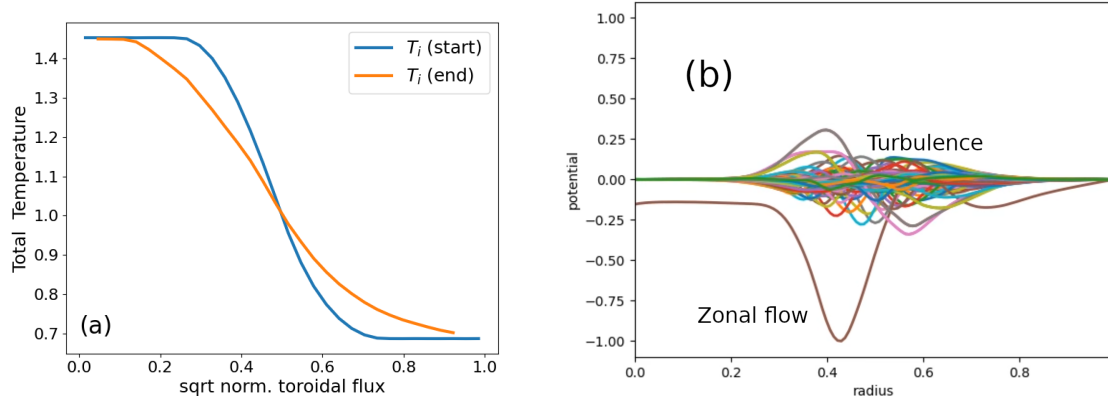 1.4
1.3
1.2
1.1
1.0
0.9
0.8
0.7
0.0 0.2 0.4 0.6 0.8 1.0
Total Temperature
sqrt norm. toroidal flux
T_i (start)
T_i (end)
(a)
1.00
0.75
0.50
0.25
0.00
−0.25
−0.50
−0.75
−1.00
0.0 0.2 0.4 0.6 0.8
potential
radius
(b)
Turbulence
Zonal flow